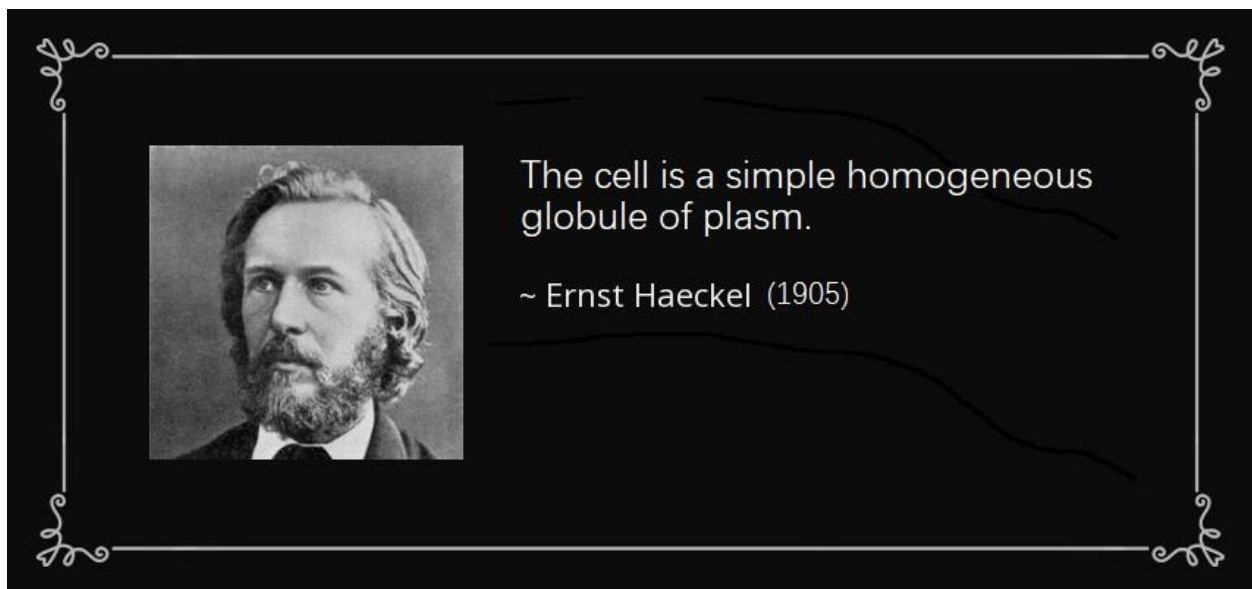 The cell is a simple homogeneous
globule of plasm.
~ Ernst Haeckel (1905)